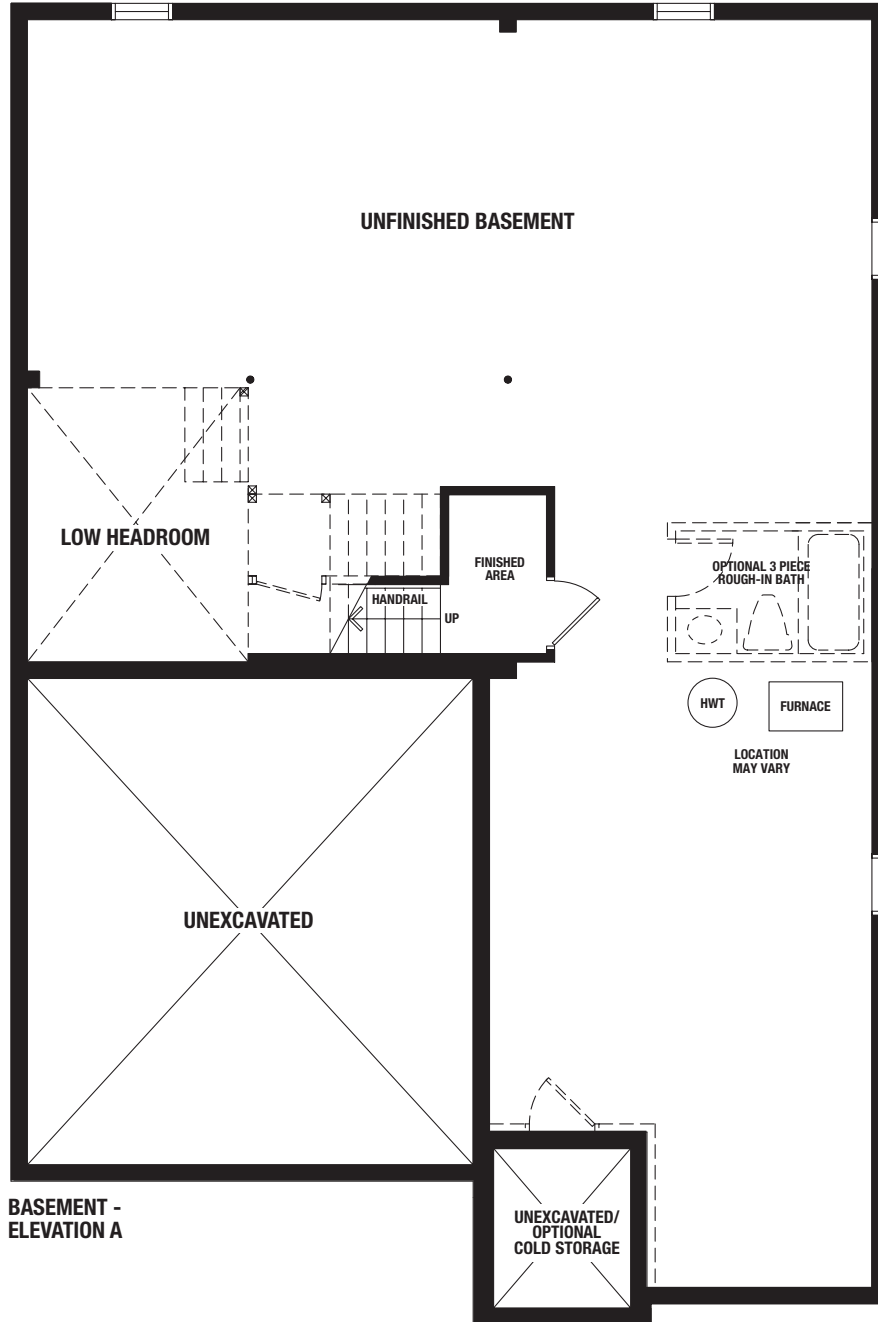 UNFINISHED BASEMENT
LOW HEADROOM
FINISHED
AREA
OPTIONAL 3 PIECE
ROUGH-IN BATH
HANDRAIL
UP
HWT
FURNACE
LOCATION
MAY VARY
UNEXCAVATED
BASEMENT -
ELEVATION A
UNEXCAVATED/
OPTIONAL
COLD STORAGE